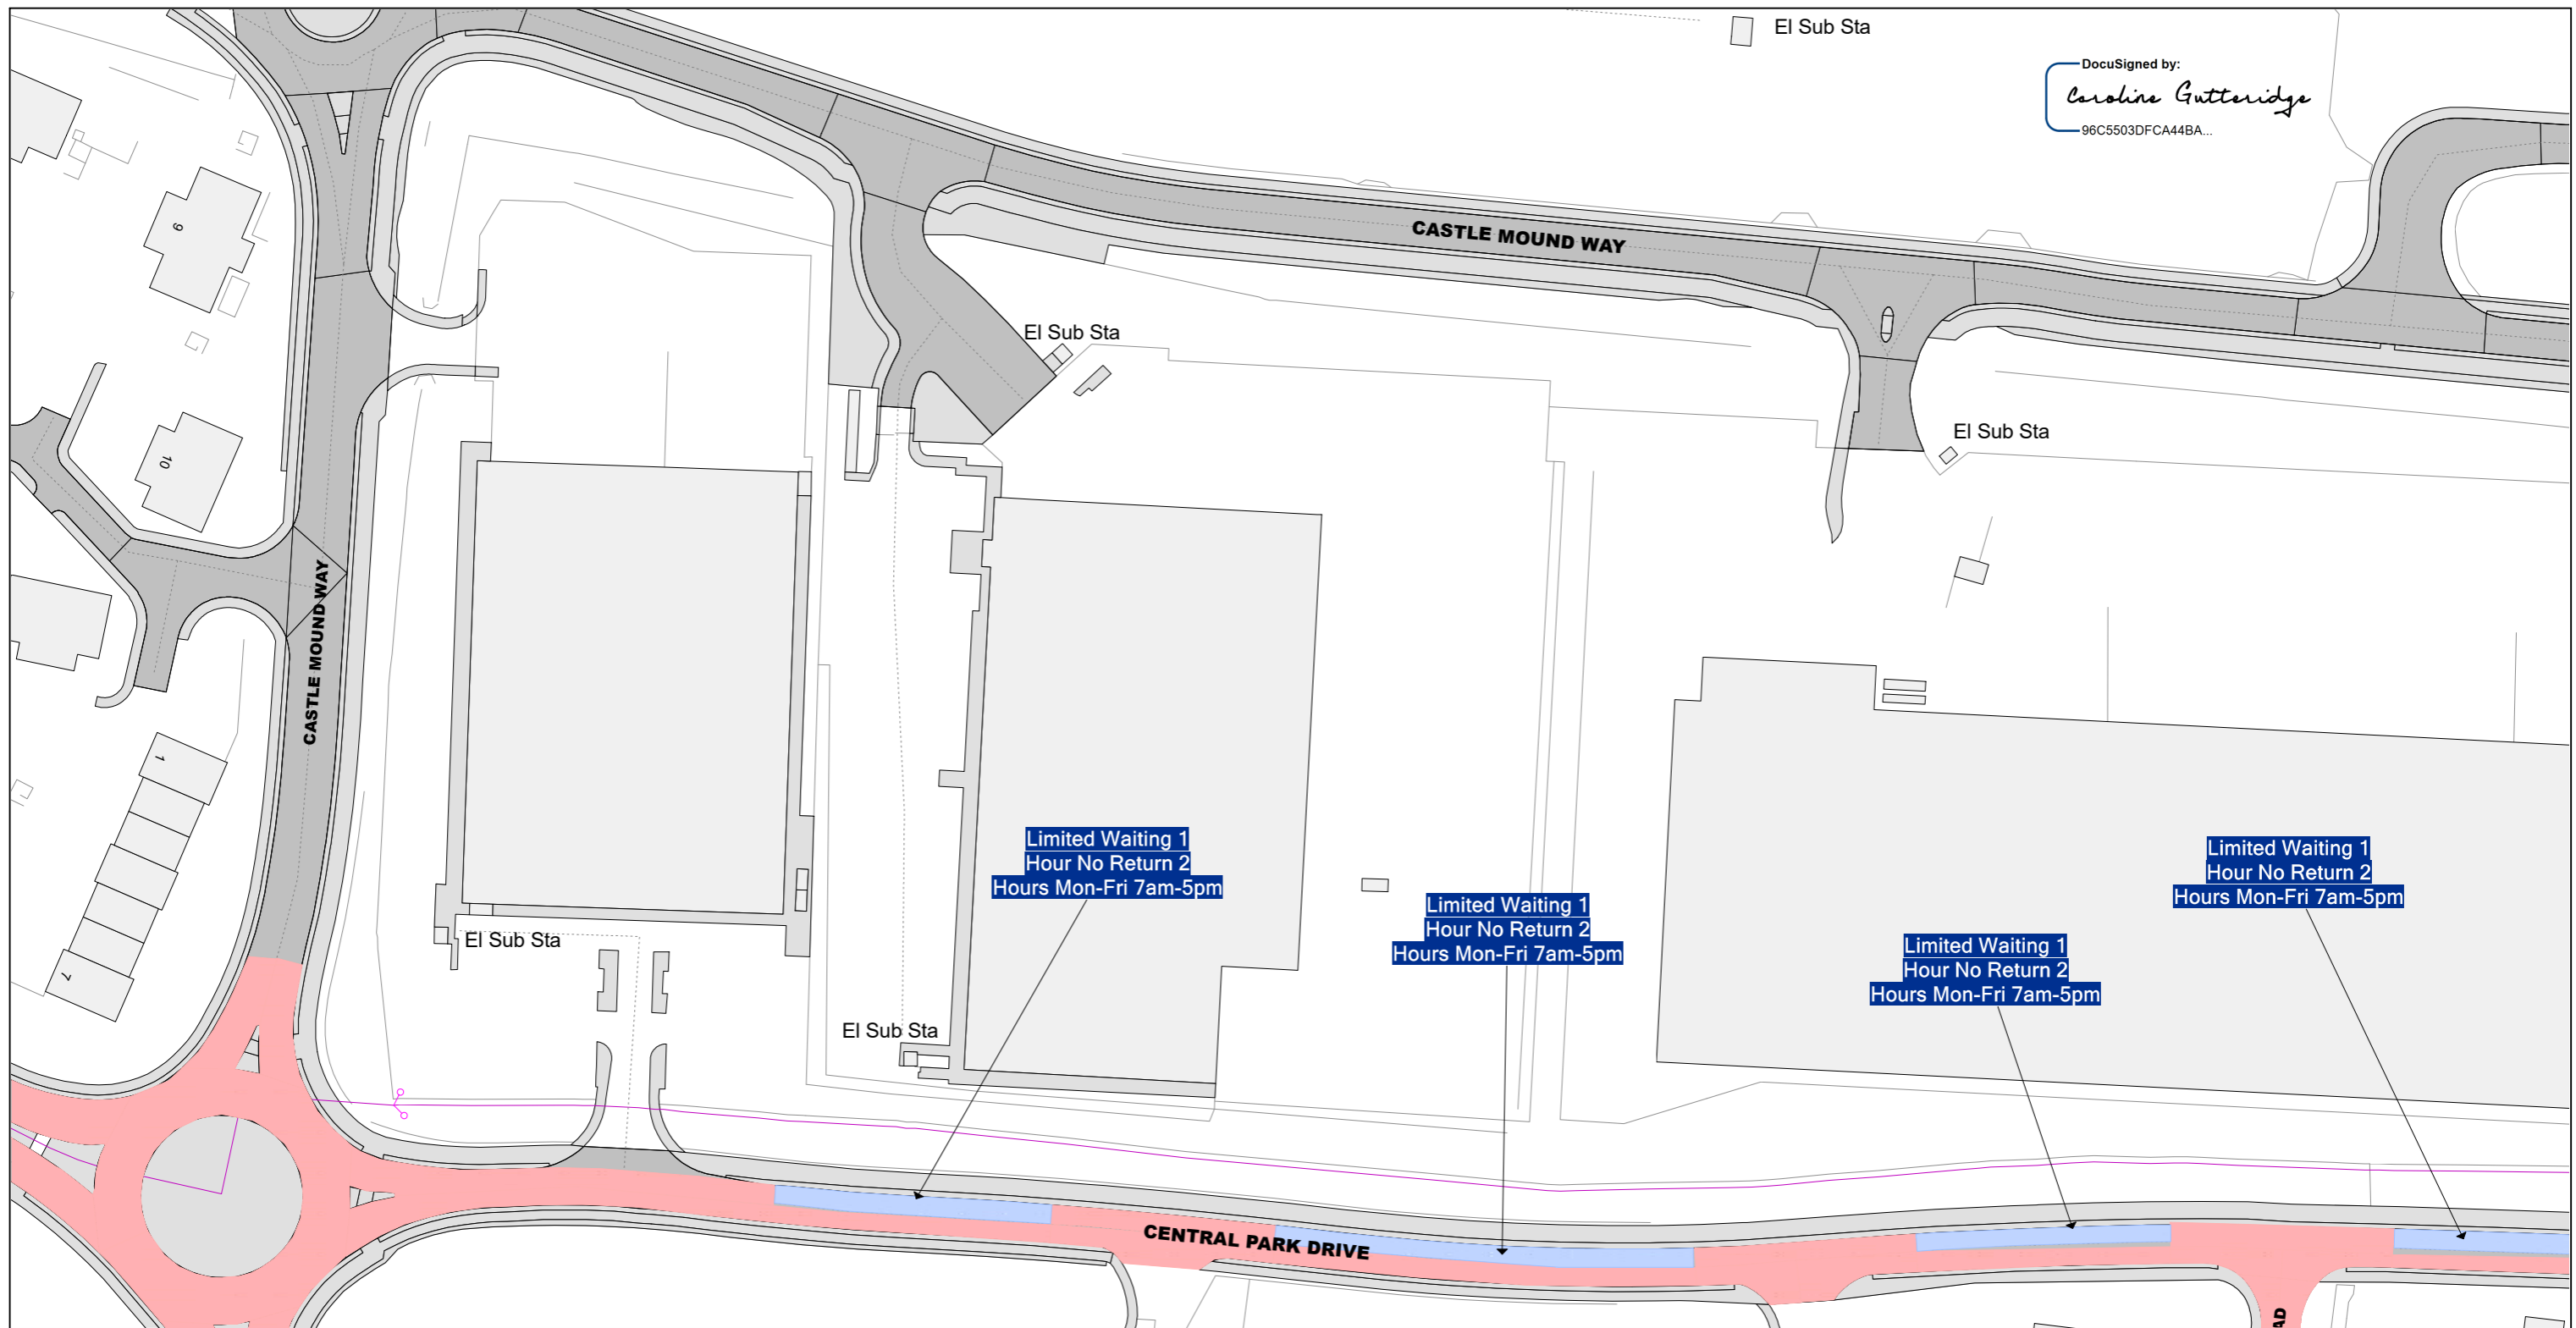 El Sub Sta
DocuSigned by:
Caroline Gutteridge
96C5503DFCA44BA...
9
CASTLE MOUND WAY
El Sub Sta
El Sub Sta
10
CASTLE MOUND WAY
1
Limited Waiting 1
Hour No Return 2
Hours Mon-Fri 7am-5pm
Limited Waiting 1
Hour No Return 2
Hours Mon-Fri 7am-5pm
Limited Waiting 1
Hour No Return 2
Hours Mon-Fri 7am-5pm
Limited Waiting 1
Hour No Return 2
Hours Mon-Fri 7am-5pm
El Sub Sta
7
El Sub Sta
CENTRAL PARK DRIVE
AD